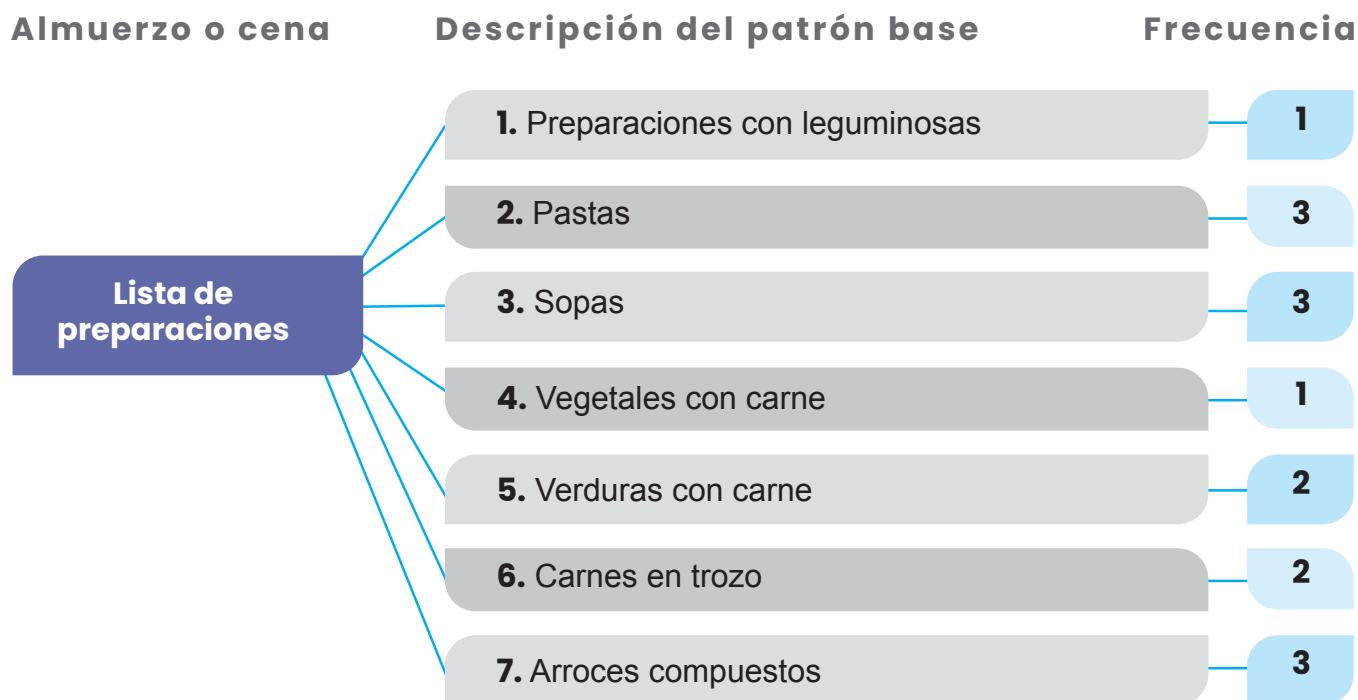 Almuerzo o cena Descripción del patrón base Frecuencia
1. Preparaciones con leguminosas 1
2. Pastas 3
Lista de
preparaciones
3. Sopas 3
4. Vegetales con carne 1
5. Verduras con carne 2
6. Carnes en trozo 2
7. Arroces compuestos 3